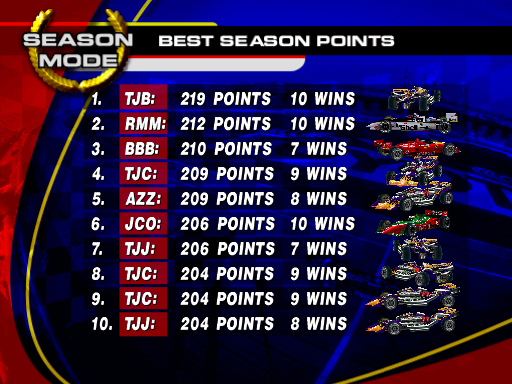 SEASON MODE
BEST SEASON POINTS
1. TJB: 219 POINTS 10 WINS
2. RMM: 212 POINTS 10 WINS
3. BBB: 210 POINTS 7 WINS
4. TJC: 209 POINTS 9 WINS
5. AZZ: 209 POINTS 8 WINS
6. JCO: 206 POINTS 10 WINS
7. TJJ: 206 POINTS 7 WINS
8. TJC: 204 POINTS 9 WINS
9. TJC: 204 POINTS 9 WINS
10. TJJ: 204 POINTS 8 WINS